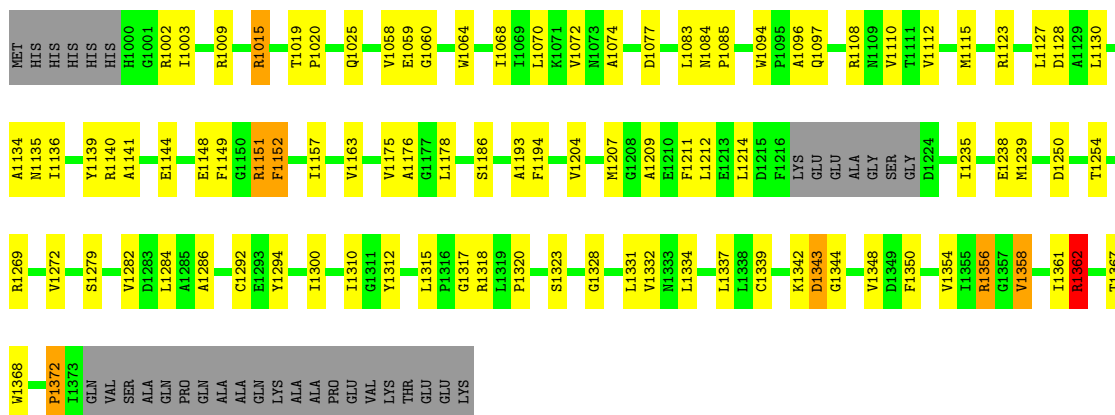 MET HIS HIS HIS HIS HIS H1000 G1001 R1002 I1003 R1009 R1015 T1019 P1020 Q1025 V1058 E1059 G1060 W1064 I1068 I1069 L1070 K1071 V1072 N1073 A1074 D1077 L1083 N1084 P1085 W1094 P1095 A1096 Q1097 R1108 N1109 V1110 T1111 V1112 M1115 R1123 L1127 D1128 A1129 L1130
A1134 N1135 I1136 Y1139 R1140 A1141 E1144 E1148 F1149 G1150 R1151 F1152 I1157 V1163 V1175 A1176 G1177 L1178 S1186 A1193 F1194 V1204 M1207 G1208 A1209 E1210 F1211 L1212 E1213 L1214 D1215 F1216 LYS GLU GLU ALA GLY SER GLY D1224 I1235 E1238 M1239 D1250 T1254
R1269 V1272 S1279 V1282 D1283 L1284 A1285 A1286 C1292 E1293 Y1294 I1300 I1310 G1311 Y1312 L1315 P1316 G1317 R1318 L1319 P1320 S1323 G1328 L1331 V1332 N1333 L1334 L1337 L1338 C1339 K1342 D1343 G1344 V1348 D1349 F1350 V1354 I1355 R1356 G1357 V1358 I1361 R1362 T1367
W1368 P1372 I1373 GLN VAL SER ALA GLN PRO GLN ALA ALA GLN LYS ALA ALA PRO GLU VAL LYS THR GLU GLU LYS